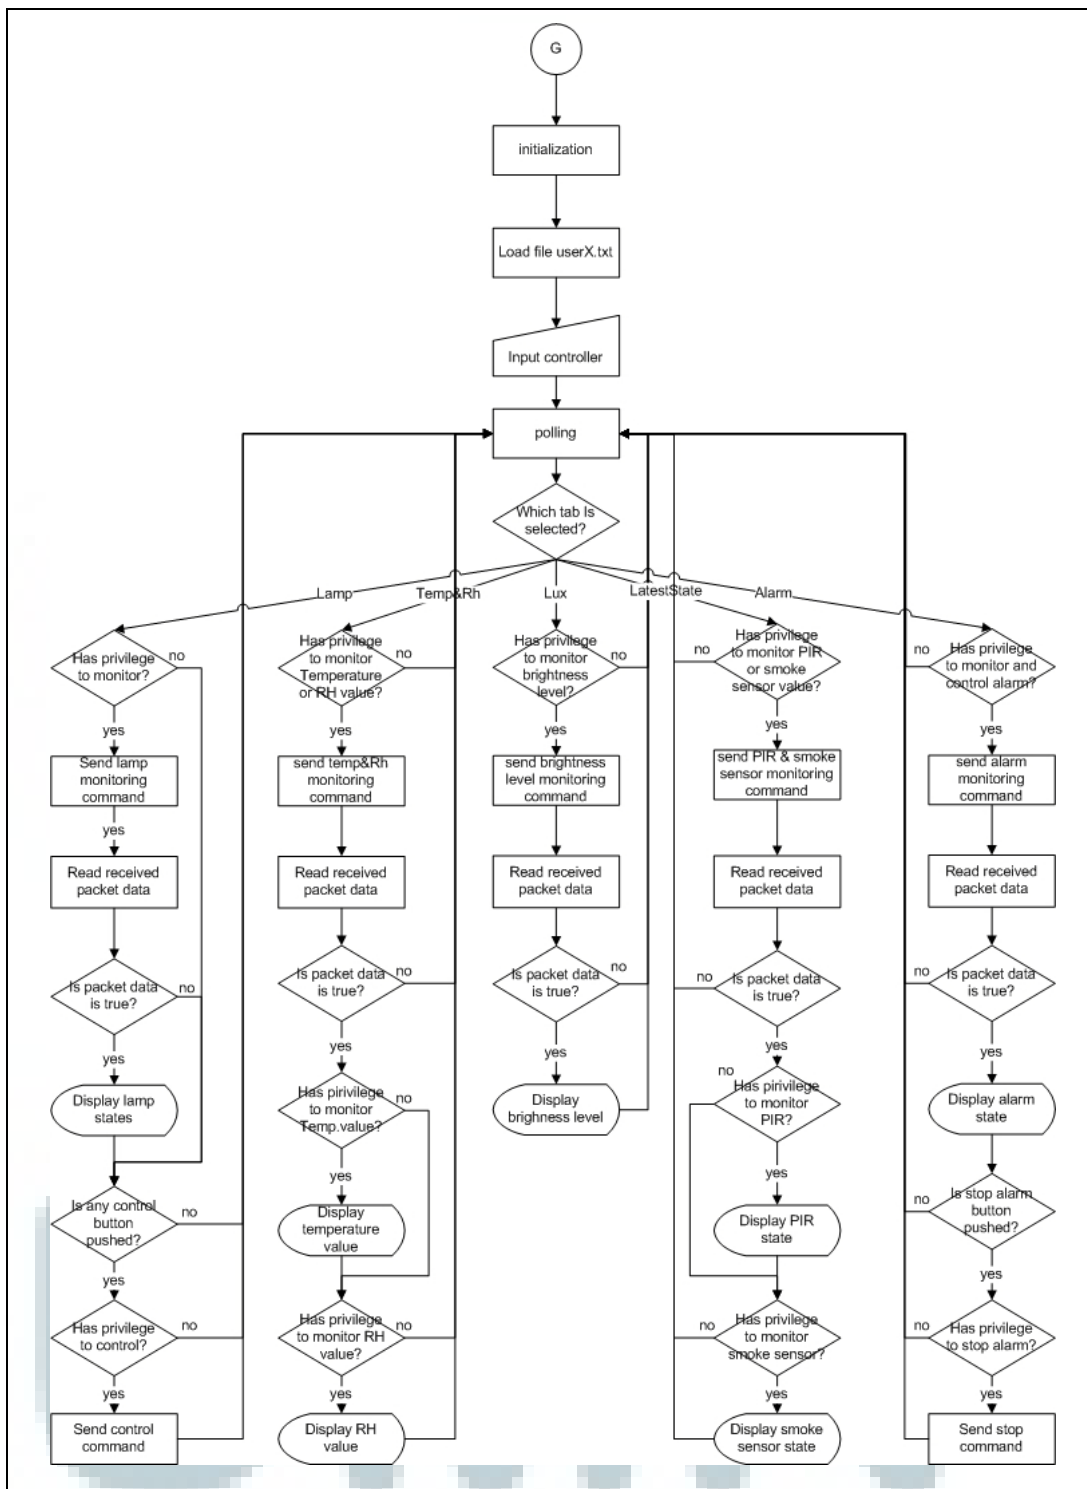 G
initialization
Load file userX.txt
Input controller
polling
Which tab Is
selected?
Lamp
Temp&Rh
Lux
LatestState
Alarm
Has privilege
to monitor?
no
yes
Send lamp
monitoring
command
yes
Read received
packet data
Is packet data
is true?
no
yes
Display lamp
states
Is any control
button
pushed?
no
yes
Has privilege
to control?
no
yes
Send control
command
Has privilege
to monitor
Temperature
or RH value?
no
yes
send temp&Rh
monitoring
command
Read received
packet data
Is packet data
is true?
no
yes
Has pirivilege
to monitor
Temp.value?
no
yes
Display
temperature
value
Has privilege
to monitor RH
value?
no
yes
Display RH
value
Has privilege
to monitor
brightness
level?
no
yes
send brightness
level monitoring
command
Read received
packet data
Is packet data
is true?
no
yes
Display
brighness level
Has privilege
to monitor PIR
or smoke
sensor value?
no
yes
send PIR & smoke
sensor monitoring
command
Read received
packet data
Is packet data
is true?
no
yes
Has pirivilege
to monitor
PIR?
no
yes
Display PIR
state
Has privilege
to monitor
smoke sensor?
no
yes
Display smoke
sensor state
Has privilege
to monitor and
control alarm?
no
yes
send alarm
monitoring
command
Read received
packet data
Is packet data
is true?
no
yes
Display alarm
state
Is stop alarm
button
pushed?
no
yes
Has privilege
to stop alarm?
no
yes
Send stop
command